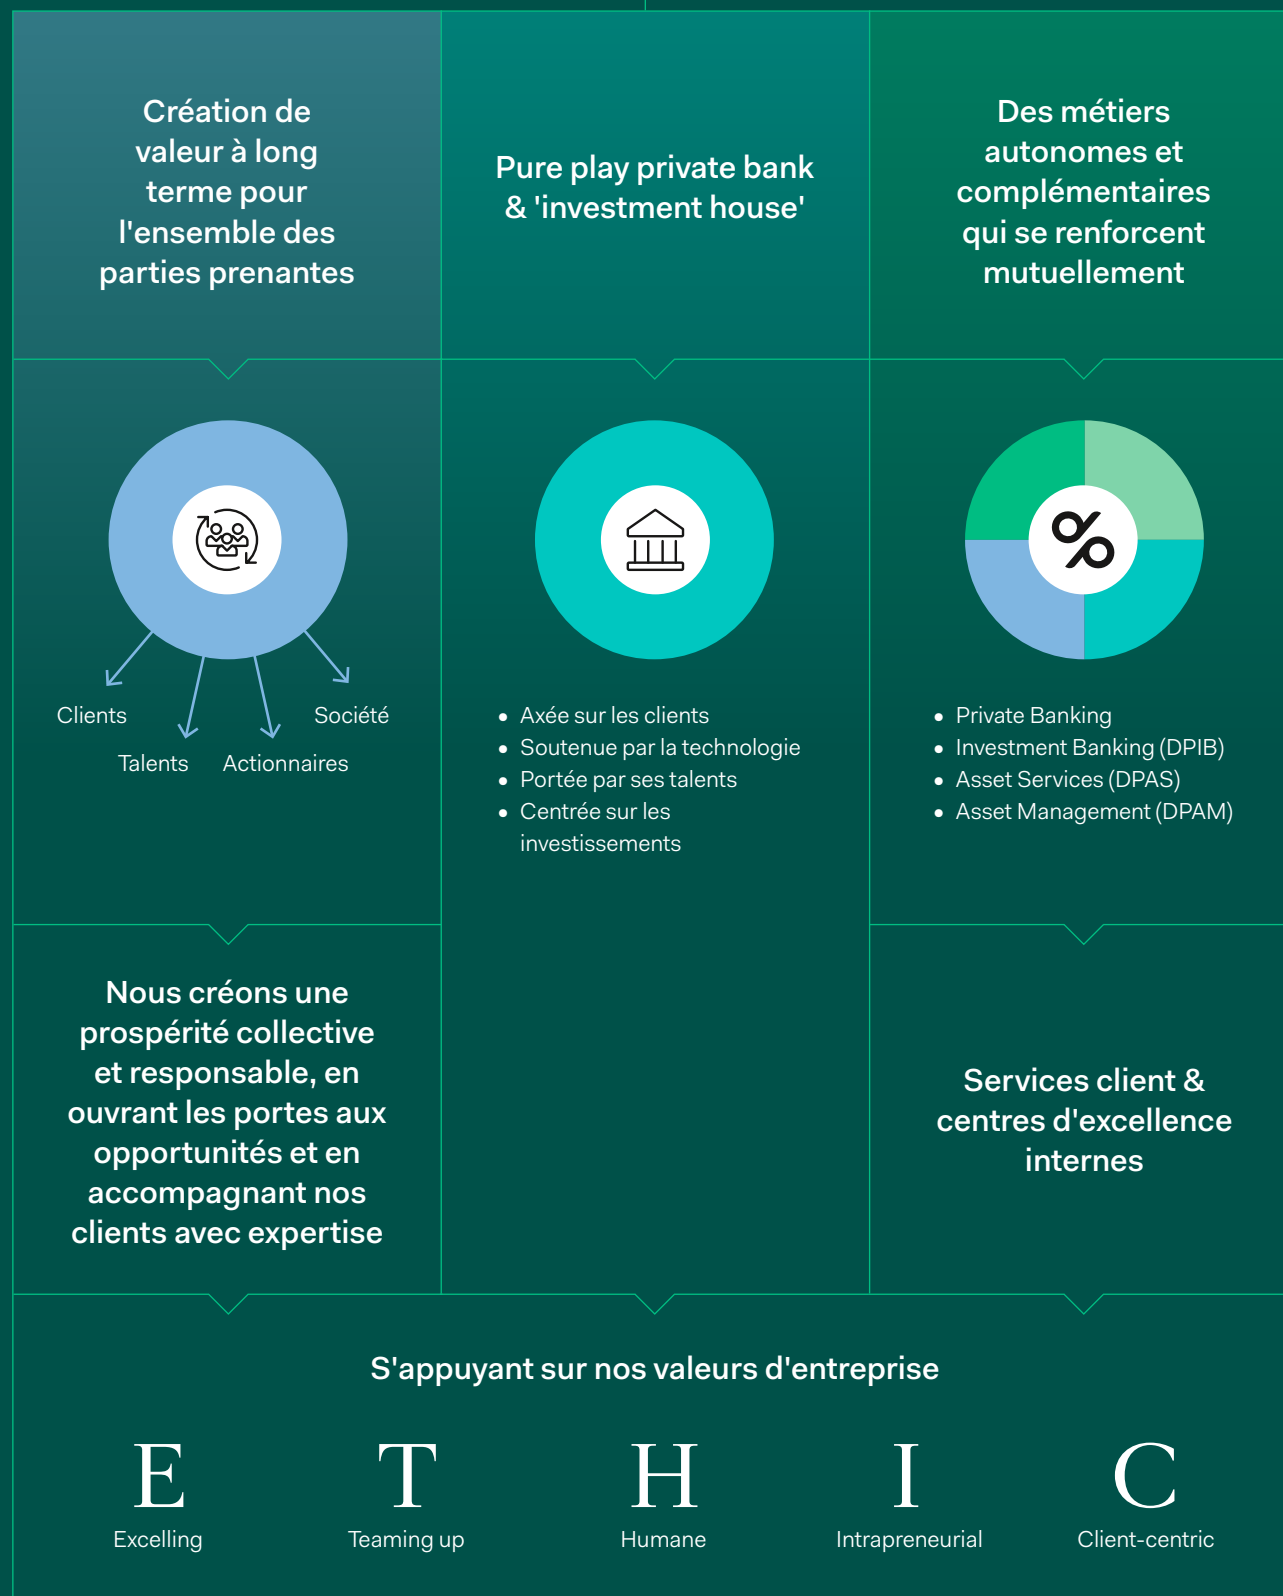 Création de
valeur à long
terme pour
l'ensemble des
parties prenantes
Pure play private bank
& 'investment house'
Des métiers
autonomes et
complémentaires
qui se renforcent
mutuellement
Clients
Talents
Actionnaires
Société
• Axée sur les clients
• Soutenue par la technologie
• Portée par ses talents
• Centrée sur les
investissements
%
• Private Banking
• Investment Banking (DPIB)
• Asset Services (DPAS)
• Asset Management (DPAM)
Nous créons une
prospérité collective
et responsable, en
ouvrant les portes aux
opportunités et en
accompagnant nos
clients avec expertise
Services client &
centres d'excellence
internes
S'appuyant sur nos valeurs d'entreprise
E T H I C
Excelling Teaming up Humane Intrapreneurial Client-centric